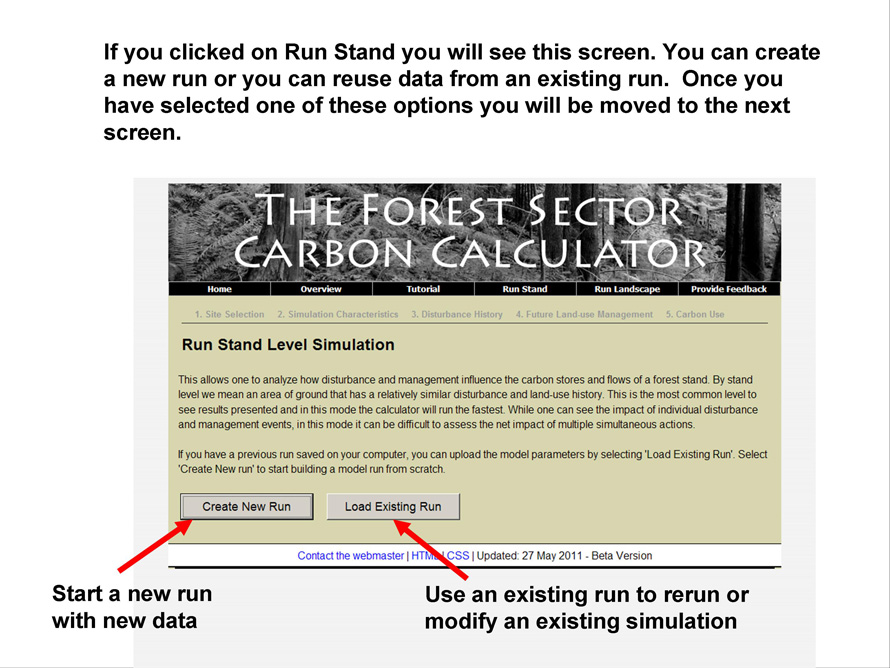 If you clicked on Run Stand you will see this screen. You can create
a new run or you can reuse data from an existing run.  Once you
have selected one of these options you will be moved to the next
screen.
THE FOREST SECTOR
CARBON CALCULATOR
Home Overview Tutorial Run Stand Run Landscape Provide Feedback
1. Site Selection 2. Simulation Characteristics 3. Disturbance History 4. Future Land-use Management 5. Carbon Use
Run Stand Level Simulation
This allows one to analyze how disturbance and management influence the carbon stores and flows of a forest stand. By stand
level we mean an area of ground that has a relatively similar disturbance and land-use history. This is the most common level to
see results presented and in this mode the calculator will run the fastest. While one can see the impact of individual disturbance
and management events, in this mode it can be difficult to assess the net impact of multiple simultaneous actions.
If you have a previous run saved on your computer, you can upload the model parameters by selecting 'Load Existing Run'. Select
'Create New run' to start building a model run from scratch.
Create New Run Load Existing Run
Contact the webmaster | HTML | CSS | Updated: 27 May 2011 - Beta Version
Start a new run
with new data
Use an existing run to rerun or
modify an existing simulation